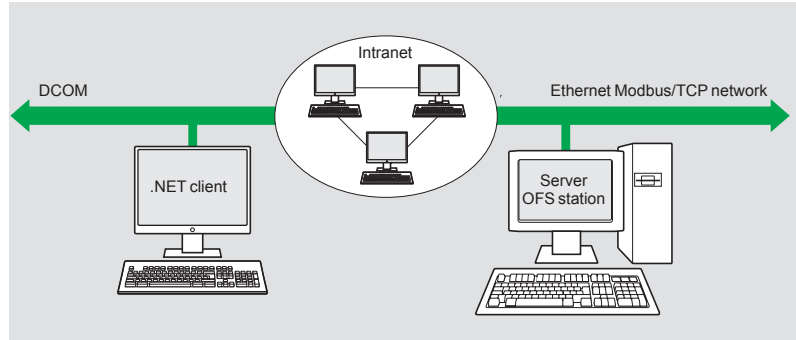 Intranet
DCOM
Ethernet Modbus/TCP network
.NET client
Server
OFS station